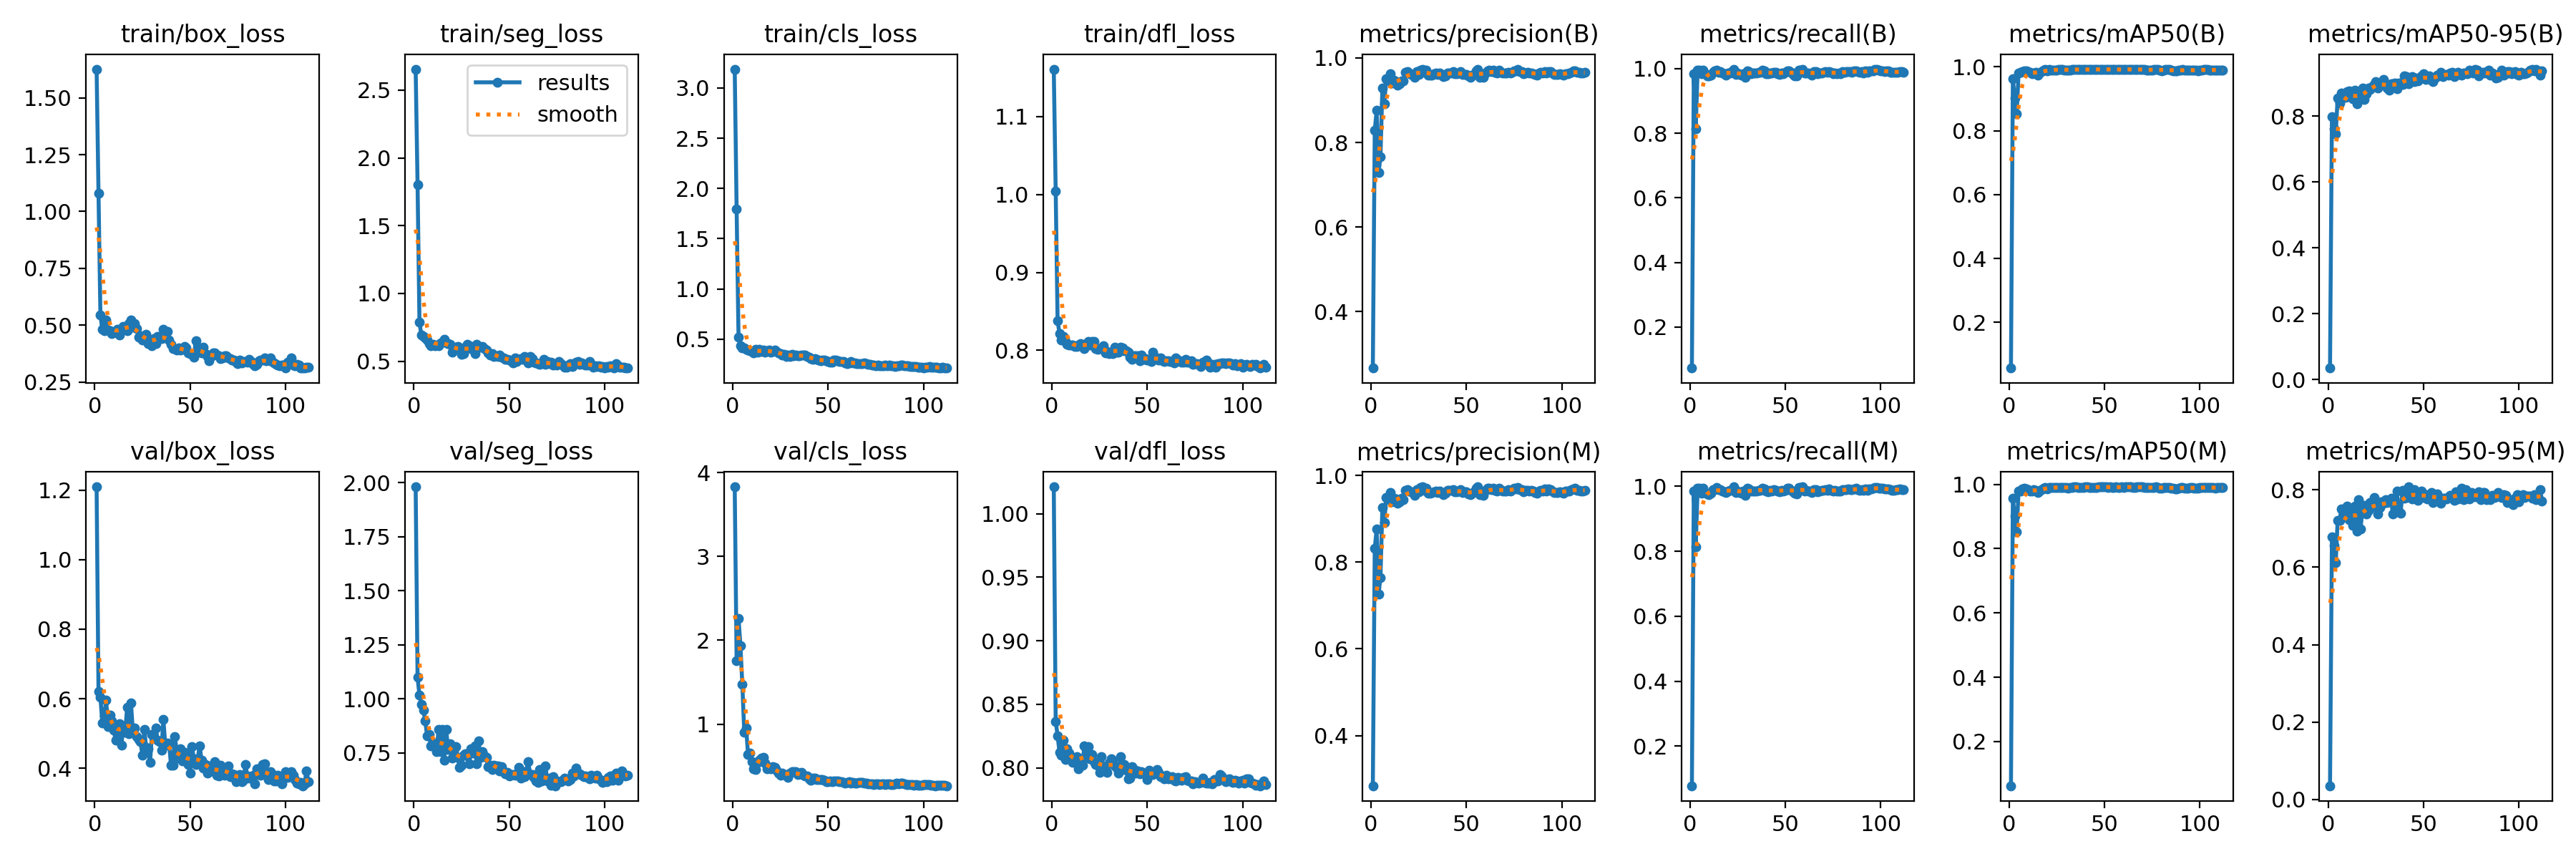 train/box_loss
train/seg_loss
train/cls_loss
train/dfl_loss
metrics/precision(B)
metrics/recall(B)
metrics/mAP50(B)
metrics/mAP50-95(B)
1.50
1.25
1.00
0.75
0.50
0.25
0 50 100
2.5
2.0
1.5
1.0
0.5
results
smooth
0 50 100
3.0
2.5
2.0
1.5
1.0
0.5
0 50 100
1.1
1.0
0.9
0.8
0 50 100
1.0
0.8
0.6
0.4
0 50 100
1.0
0.8
0.6
0.4
0.2
0 50 100
1.0
0.8
0.6
0.4
0.2
0 50 100
0.8
0.6
0.4
0.2
0.0
0 50 100
val/box_loss
val/seg_loss
val/cls_loss
val/dfl_loss
metrics/precision(M)
metrics/recall(M)
metrics/mAP50(M)
metrics/mAP50-95(M)
1.2
1.0
0.8
0.6
0.4
0 50 100
2.00
1.75
1.50
1.25
1.00
0.75
0 50 100
4
3
2
1
0 50 100
1.00
0.95
0.90
0.85
0.80
0 50 100
1.0
0.8
0.6
0.4
0 50 100
1.0
0.8
0.6
0.4
0.2
0 50 100
1.0
0.8
0.6
0.4
0.2
0 50 100
0.8
0.6
0.4
0.2
0.0
0 50 100